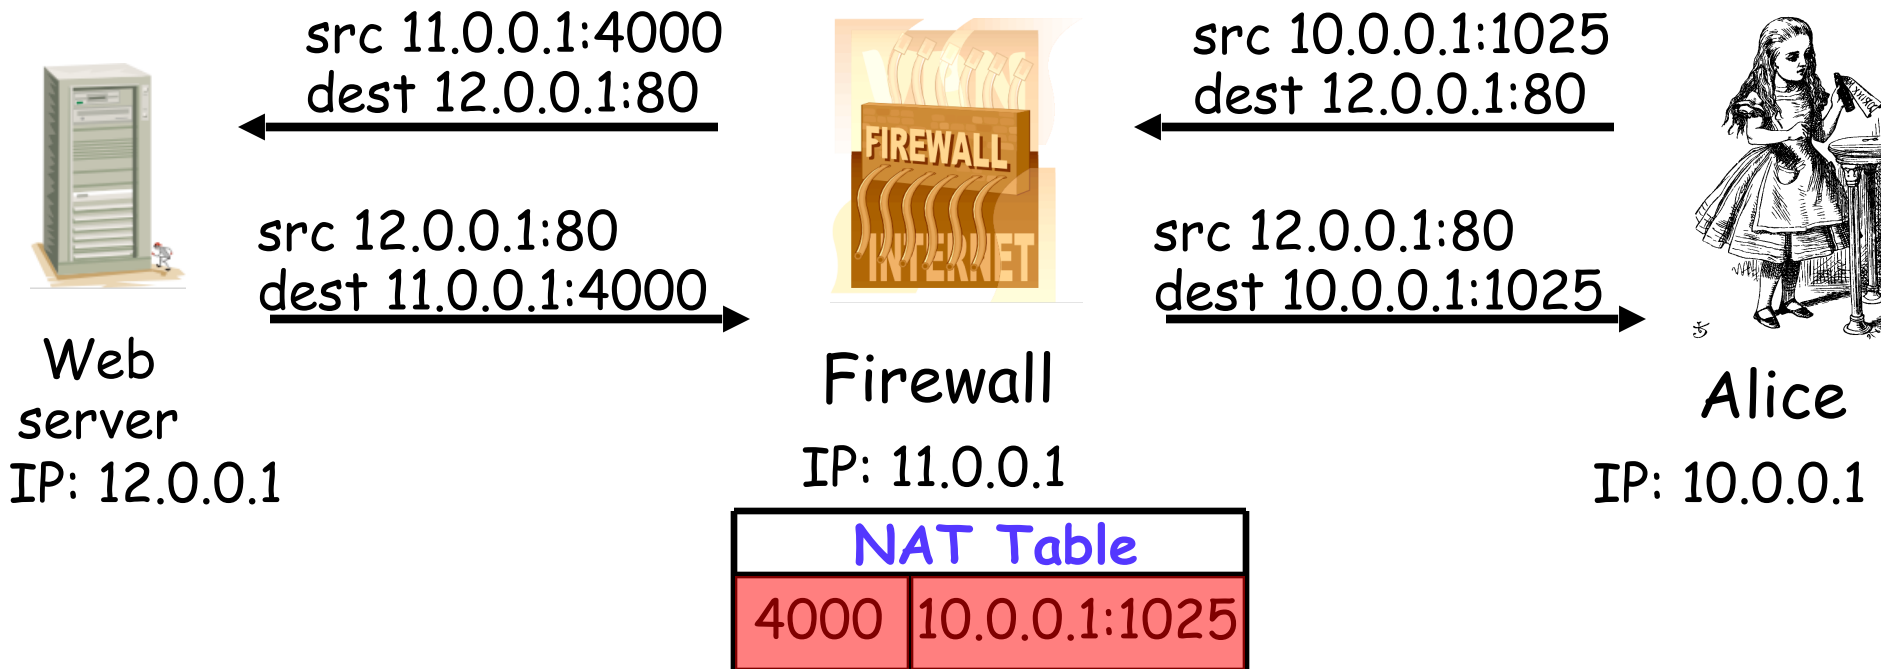 src 11.0.0.1:4000
dest 12.0.0.1:80
src 10.0.0.1:1025
dest 12.0.0.1:80
FIREWALL
INTERNET
src 12.0.0.1:80
dest 11.0.0.1:4000
src 12.0.0.1:80
dest 10.0.0.1:1025
Web
server
IP: 12.0.0.1
Firewall
IP: 11.0.0.1
Alice
IP: 10.0.0.1
NAT Table
4000 10.0.0.1:1025